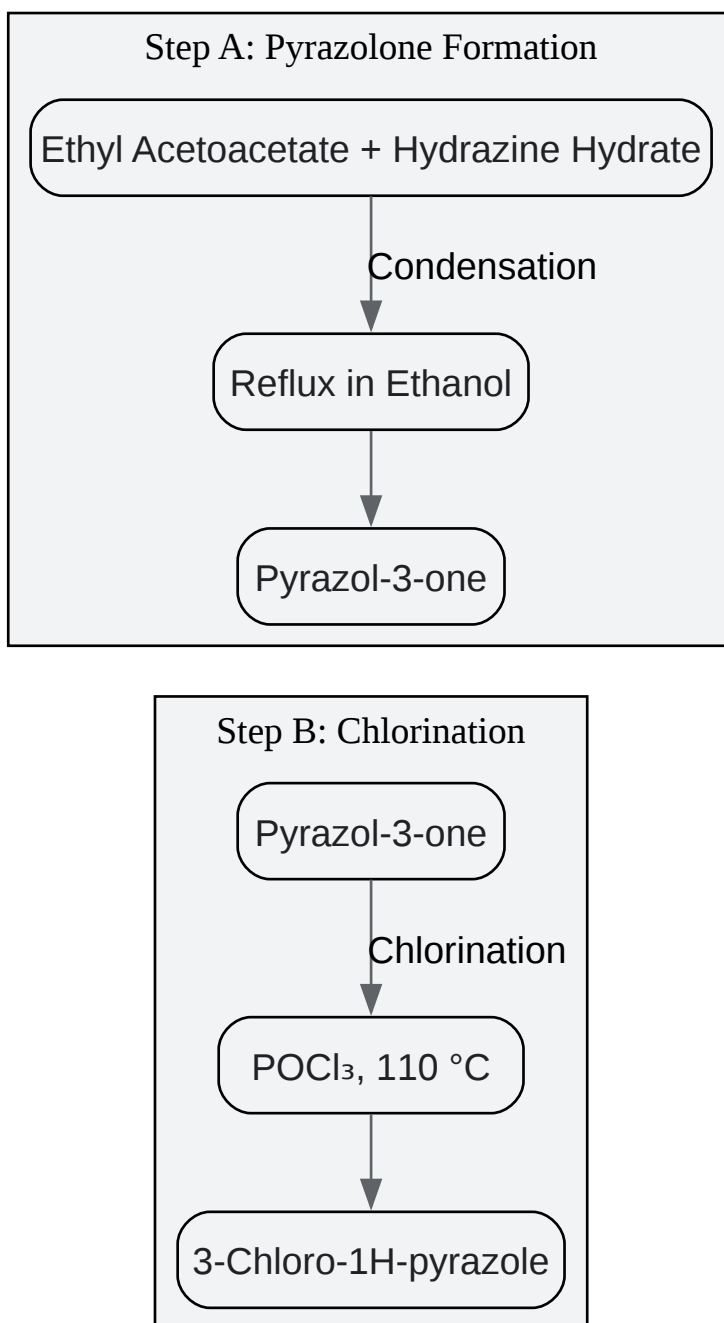 Step A: Pyrazolone Formation
Ethyl Acetoacetate + Hydrazine Hydrate
Condensation
Reflux in Ethanol
Pyrazol-3-one
Step B: Chlorination
Pyrazol-3-one
Chlorination
POCl₃, 110 °C
3-Chloro-1H-pyrazole